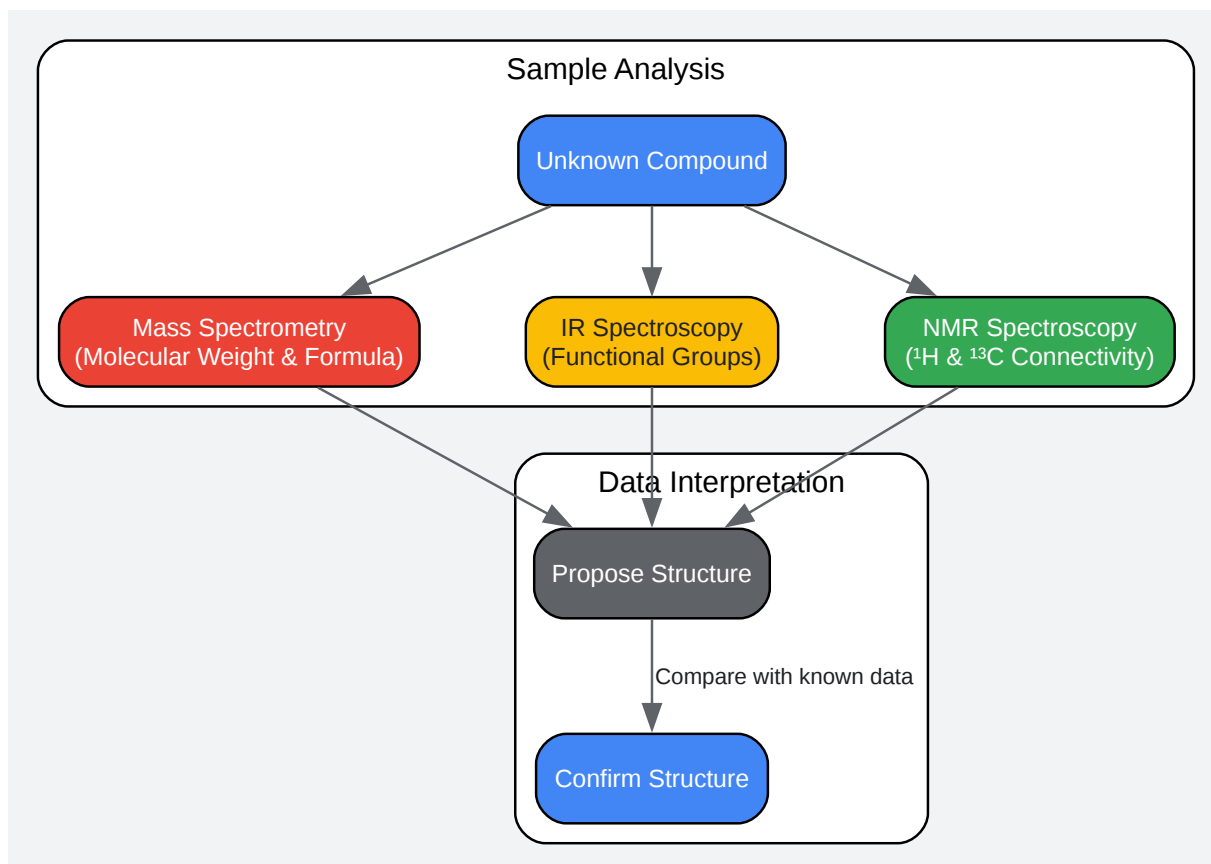 Sample Analysis
Unknown Compound
Mass Spectrometry
(Molecular Weight & Formula)
IR Spectroscopy
(Functional Groups)
NMR Spectroscopy
(¹H & ¹³C Connectivity)
Data Interpretation
Propose Structure
Compare with known data
Confirm Structure